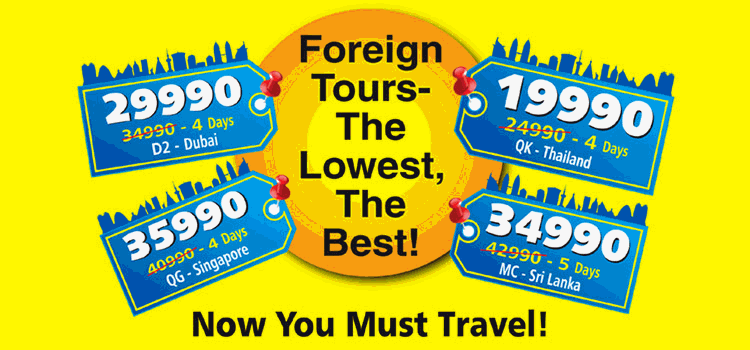 Foreign
Tours-
The
Lowest,
The
Best!
29990
34990 - 4 Days
D2 - Dubai
19990
24990 - 4 Days
QK - Thailand
35990
40990 - 4 Days
QG - Singapore
34990
42990 - 5 Days
MC - Sri Lanka
Now You Must Travel!